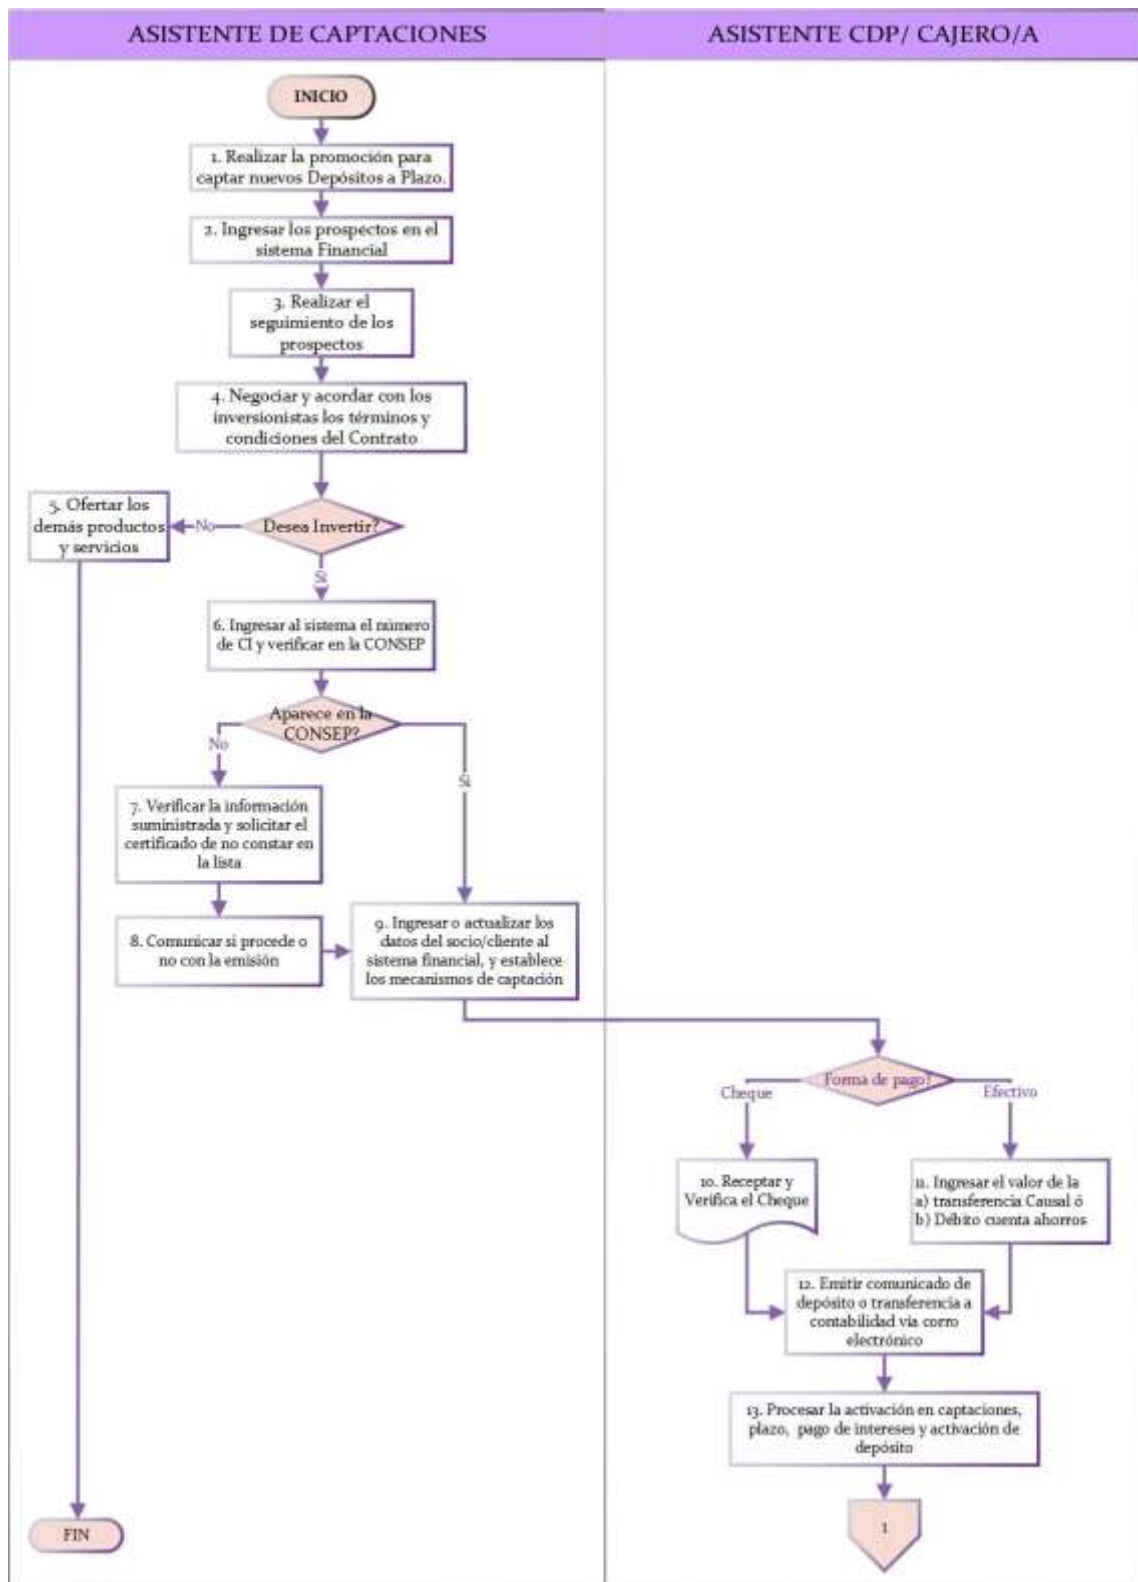 ASISTENTE DE CAPTACIONES
ASISTENTE CDP/ CAJERO/A
INICIO
1. Realizar la promoción para
captar nuevos Depósitos a Plazo.
2. Ingresar los prospectos en el
sistema Financial
3. Realizar el
seguimiento de los
prospectos
4. Negociar y acordar con los
inversionistas los términos y
condiciones del Contrato
5. Ofertar los
demás productos
y servicios
No
Desea Invertir?
Si
6. Ingresar al sistema el número
de CI y verificar en la CONSEP
Aparece en la
CONSEP?
No
Si
7. Verificar la información
suministrada y solicitar el
certificado de no constar en
la lista
8. Comunicar si procede o
no con la emisión
9. Ingresar o actualizar los
datos del socio/cliente al
sistema financial, y establece
los mecanismos de captación
Forma de pago?
Cheque
Efectivo
10. Receptar y
Verifica el Cheque
11. Ingresar el valor de la
a) transferencia Causal ó
b) Débito cuenta ahorros
12. Emitir comunicado de
depósito o transferencia a
contabilidad vía corro
electrónico
13. Procesar la activación en captaciones,
plazo, pago de intereses y activación de
depósito
1
FIN